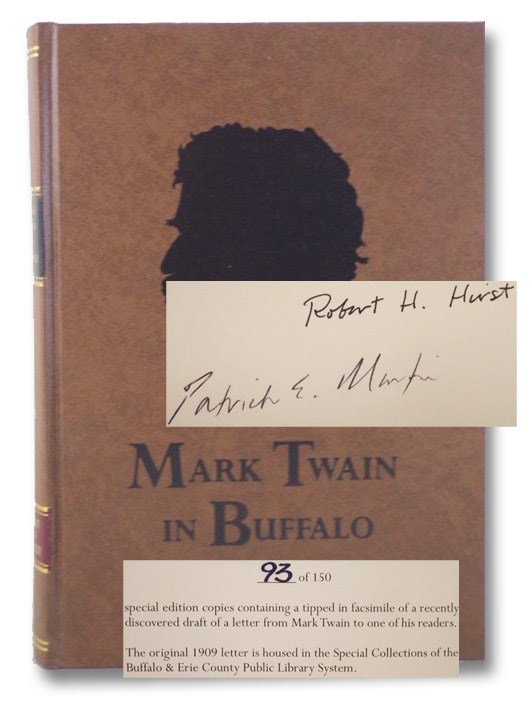 Robert H. Hirst
Patrick E. Martin
MARK TWAIN
IN BUFFALO
93 of 150
special edition copies containing a tipped in facsimile of a recently
discovered draft of a letter from Mark Twain to one of his readers.
The original 1909 letter is housed in the Special Collections of the
Buffalo & Erie County Public Library System.